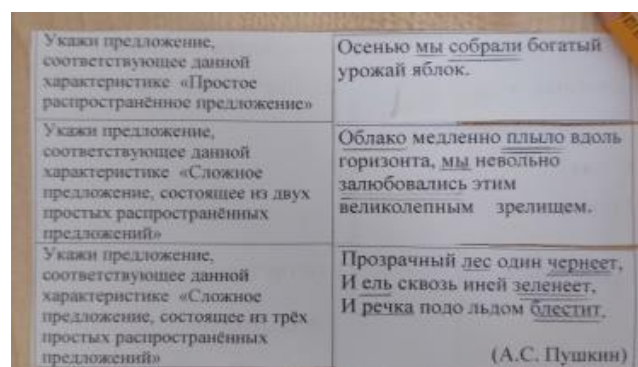 Укажи предложение,
соответствующее данной
характеристике «Простое
распространённое предложение»
Осенью мы собрали богатый
урожай яблок.
Укажи предложение,
соответствующее данной
характеристике «Сложное
предложение, состоящее из двух
простых распространённых
предложений»
Облако медленно плыло вдоль
горизонта, мы невольно
залюбовались этим
великолепным зрелищем.
Укажи предложение,
соответствующее данной
характеристике «Сложное
предложение, состоящее из трёх
простых распространённых
предложений»
Прозрачный лес один чернеет,
И ель сквозь иней зеленеет,
И речка подо льдом блестит.
(А.С. Пушкин)